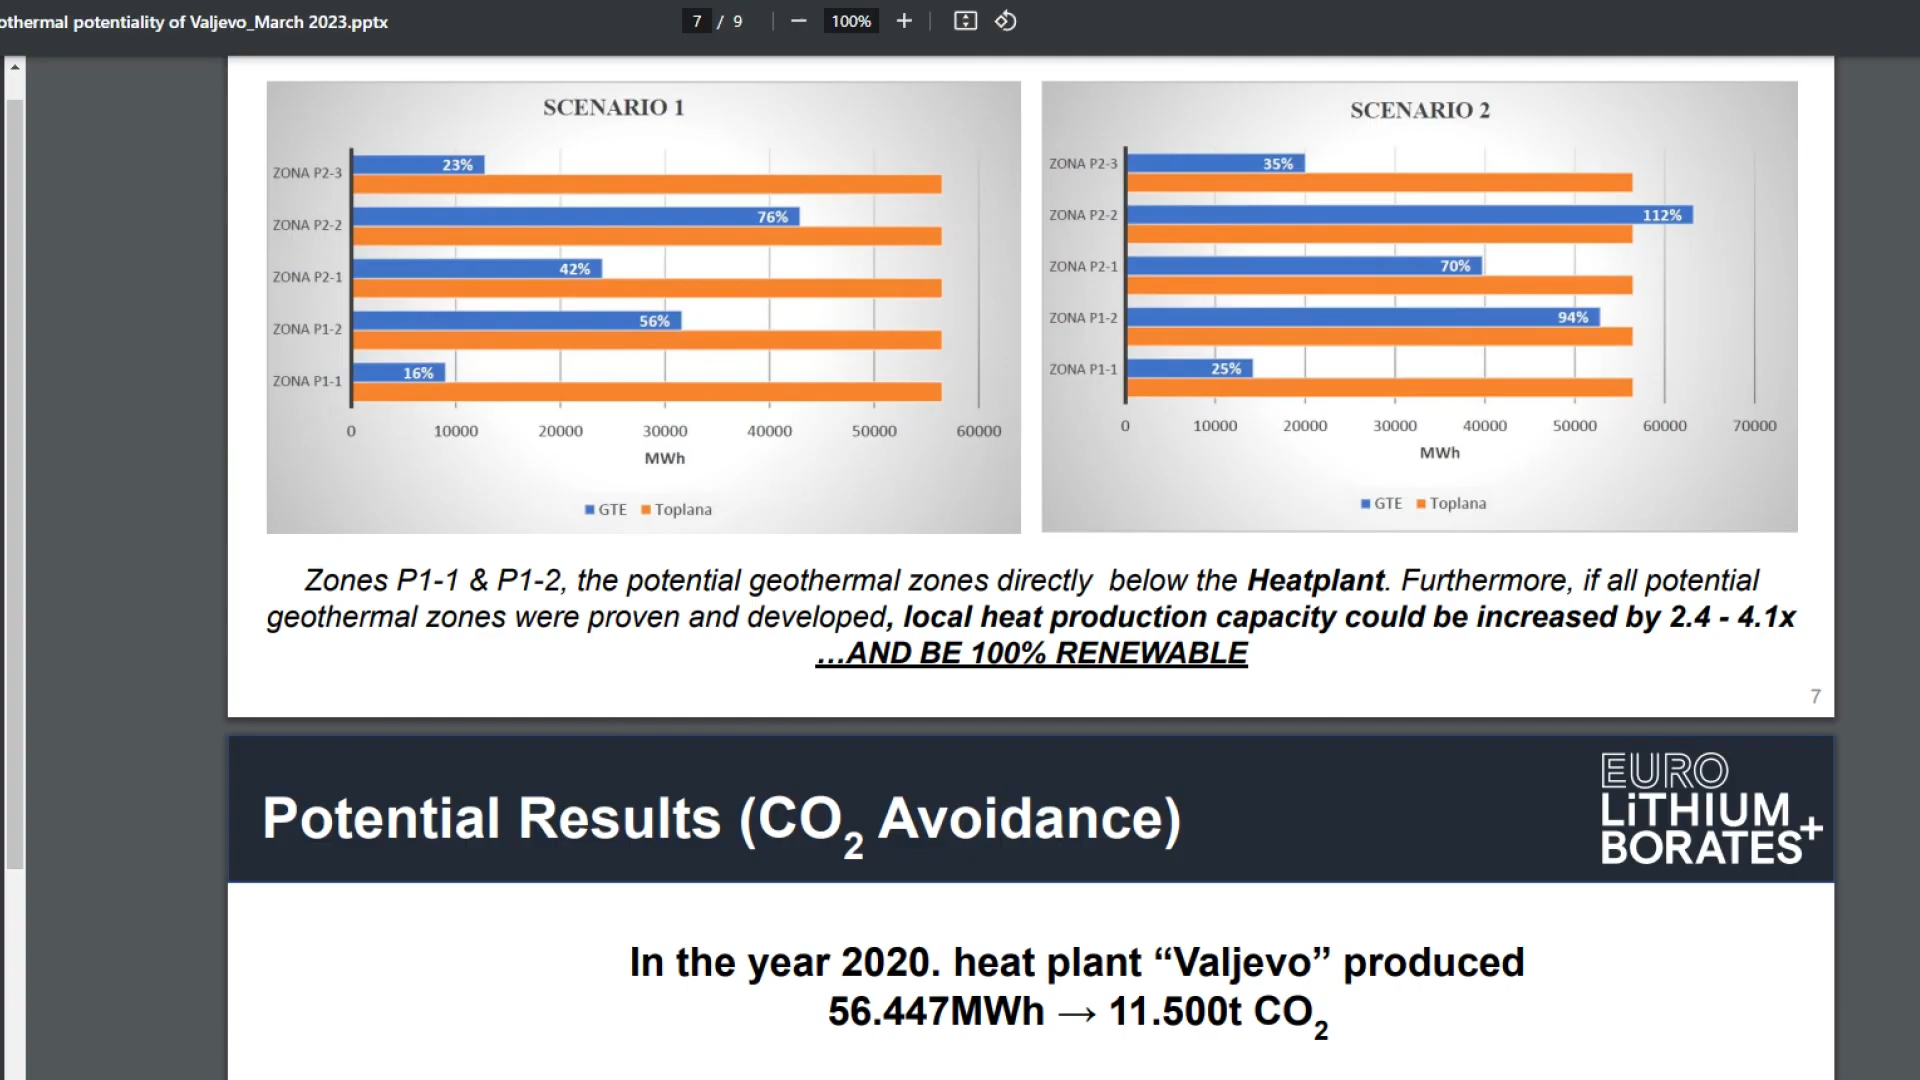 othermal potentiality of Valjevo_March 2023.pptx
7 / 9
100%
SCENARIO 1
ZONA P2-3
23%
ZONA P2-2
76%
ZONA P2-1
42%
ZONA P1-2
56%
ZONA P1-1
16%
0 10000 20000 30000 40000 50000 60000
MWh
GTE Toplana
SCENARIO 2
ZONA P2-3
35%
ZONA P2-2
112%
ZONA P2-1
70%
ZONA P1-2
94%
ZONA P1-1
25%
0 10000 20000 30000 40000 50000 60000 70000
MWh
GTE Toplana
Zones P1-1 & P1-2, the potential geothermal zones directly below the Heatplant. Furthermore, if all potential
geothermal zones were proven and developed, local heat production capacity could be increased by 2.4 - 4.1x
...AND BE 100% RENEWABLE
7
Potential Results (CO₂ Avoidance)
EURO
LiTHIUM
BORATES+
In the year 2020. heat plant “Valjevo” produced
56.447MWh → 11.500t CO₂